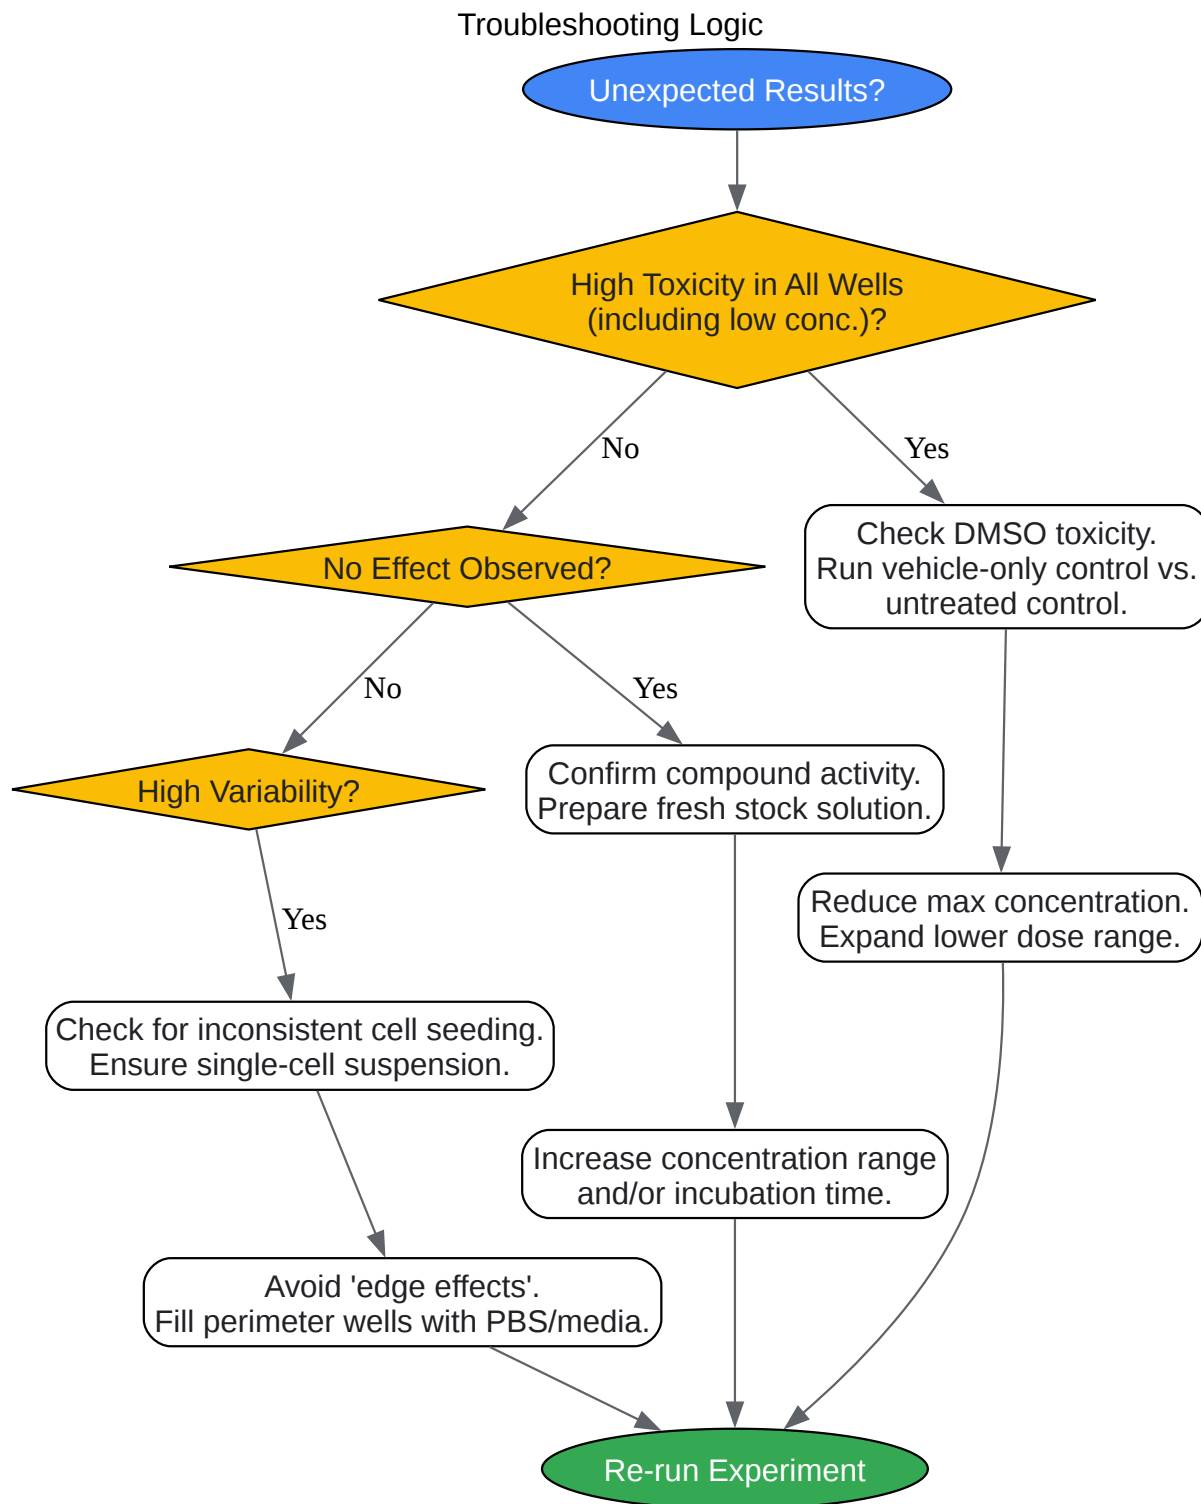 Troubleshooting Logic
Unexpected Results?
High Toxicity in All Wells
(including low conc.)?
No
Yes
Check DMSO toxicity.
Run vehicle-only control vs.
untreated control.
No Effect Observed?
No
Yes
Confirm compound activity.
Prepare fresh stock solution.
High Variability?
Reduce max concentration.
Expand lower dose range.
Yes
Check for inconsistent cell seeding.
Ensure single-cell suspension.
Increase concentration range
and/or incubation time.
Avoid 'edge effects'.
Fill perimeter wells with PBS/media.
Re-run Experiment